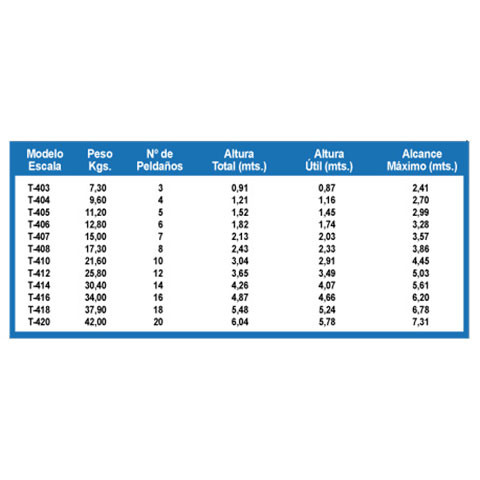 Modelo Escala Peso Kgs. Nº de Peldaños Altura Total (mts.) Altura Útil (mts.) Alcance Máximo (mts.)
T-403 7,30 3 0,91 0,87 2,41
T-404 9,60 4 1,21 1,16 2,70
T-405 11,20 5 1,52 1,45 2,99
T-406 12,80 6 1,82 1,74 3,28
T-407 15,00 7 2,13 2,03 3,57
T-408 17,30 8 2,43 2,33 3,86
T-410 21,60 10 3,04 2,91 4,45
T-412 25,80 12 3,65 3,49 5,03
T-414 30,40 14 4,26 4,07 5,61
T-416 34,00 16 4,87 4,66 6,20
T-418 37,90 18 5,48 5,24 6,78
T-420 42,00 20 6,04 5,78 7,31